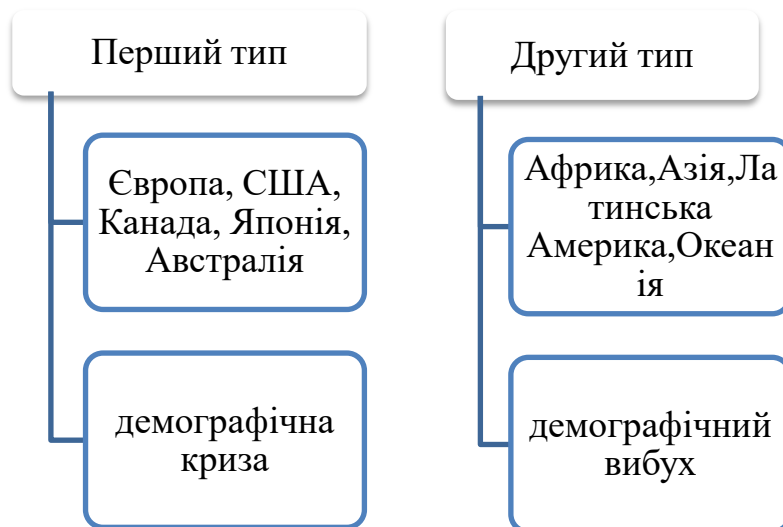 Перший тип
Європа, США,
Канада, Японія,
Австралія
демографічна
криза
Другий тип
Африка,Азія,Ла
тинська
Америка,Океан
ія
демографічний
вибух